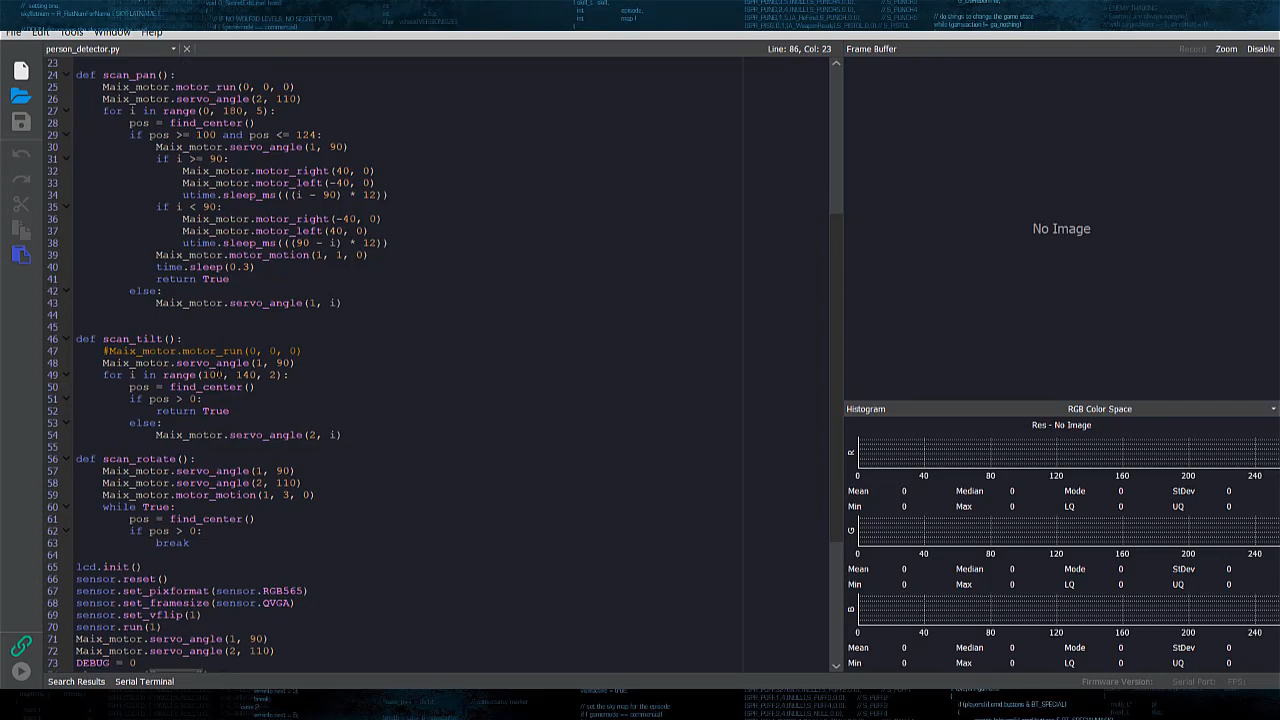 File Edit Tools Window Help
person_detector.py
Line: 86, Col: 23
23
24 def scan_pan():
25 Maix_motor.motor_run(0, 0, 0)
26 Maix_motor.servo_angle(2, 110)
27 for i in range(0, 180, 5):
28 pos = find_center()
29 if pos >= 100 and pos <= 124:
30 Maix_motor.servo_angle(1, 90)
31 if i >= 90:
32 Maix_motor.motor_right(40, 0)
33 Maix_motor.motor_left(-40, 0)
34 utime.sleep_ms(((i - 90) * 12))
35 if i < 90:
36 Maix_motor.motor_right(-40, 0)
37 Maix_motor.motor_left(40, 0)
38 utime.sleep_ms(((90 - i) * 12))
39 Maix_motor.motor_motion(1, 1, 0)
40 time.sleep(0.3)
41 return True
42 else:
43 Maix_motor.servo_angle(1, i)
44
45
46 def scan_tilt():
47 #Maix_motor.motor_run(0, 0, 0)
48 Maix_motor.servo_angle(1, 90)
49 for i in range(100, 140, 2):
50 pos = find_center()
51 if pos > 0:
52 return True
53 else:
54 Maix_motor.servo_angle(2, i)
55
56 def scan_rotate():
57 Maix_motor.servo_angle(1, 90)
58 Maix_motor.servo_angle(2, 110)
59 Maix_motor.motor_motion(1, 3, 0)
60 while True:
61 pos = find_center()
62 if pos > 0:
63 break
64
65 lcd.init()
66 sensor.reset()
67 sensor.set_pixformat(sensor.RGB565)
68 sensor.set_framesize(sensor.QVGA)
69 sensor.set_vflip(1)
70 sensor.run(1)
71 Maix_motor.servo_angle(1, 90)
72 Maix_motor.servo_angle(2, 110)
73 DEBUG = 0
Search Results Serial Terminal
Frame Buffer Record Zoom Disable
No Image
Histogram RGB Color Space
Res - No Image
R
0 40 80 120 160 200 240
Mean 0 Median 0 Mode 0 StDev 0
Min 0 Max 0 LQ 0 UQ 0
G
0 40 80 120 160 200 240
Mean 0 Median 0 Mode 0 StDev 0
Min 0 Max 0 LQ 0 UQ 0
B
0 40 80 120 160 200 240
Mean 0 Median 0 Mode 0 StDev 0
Min 0 Max 0 LQ 0 UQ 0
Firmware Version: Serial Port: FPS: